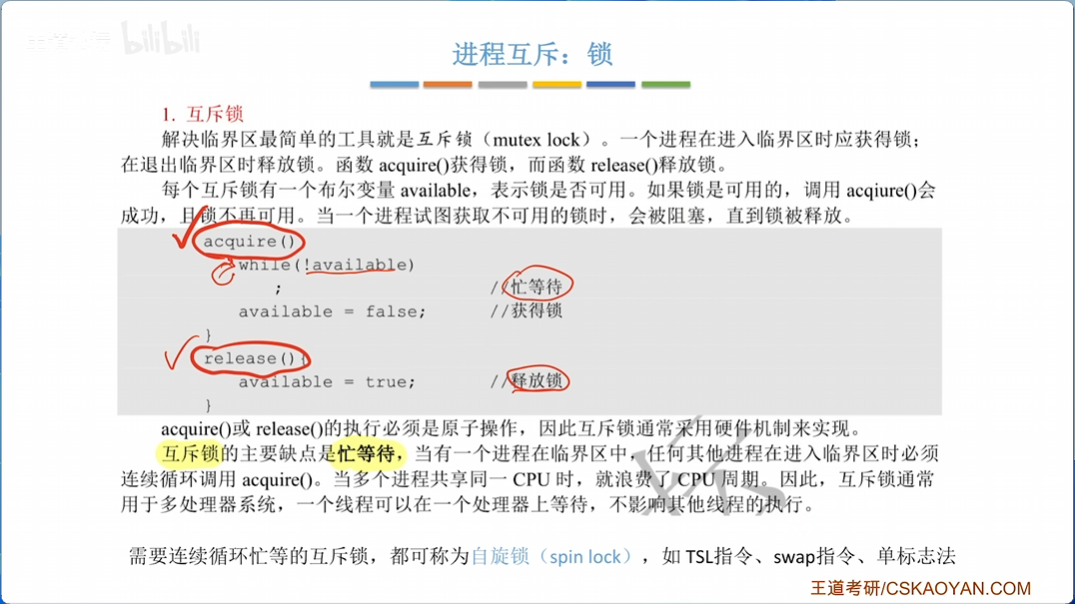 bilibili
进程互斥：锁
1. 互斥锁
解决临界区最简单的工具就是互斥锁（mutex lock）。一个进程在进入临界区时应获得锁；
在退出临界区时释放锁。函数 acquire()获得锁，而函数 release()释放锁。
每个互斥锁有一个布尔变量 available，表示锁是否可用。如果锁是可用的，调用 acqiure()会
成功，且锁不再可用。当一个进程试图获取不可用的锁时，会被阻塞，直到锁被释放。
acquire()
while(!available)
; //忙等待
available = false; //获得锁
}
release(){
available = true; //释放锁
}
acquire()或 release()的执行必须是原子操作，因此互斥锁通常采用硬件机制来实现。
互斥锁的主要缺点是忙等待，当有一个进程在临界区中，任何其他进程在进入临界区时必须
连续循环调用 acquire()。当多个进程共享同一 CPU 时，就浪费了 CPU 周期。因此，互斥锁通常
用于多处理器系统，一个线程可以在一个处理器上等待，不影响其他线程的执行。
需要连续循环忙等的互斥锁，都可称为自旋锁（spin lock），如 TSL指令、swap指令、单标志法
王道考研/CSKAOYAN.COM